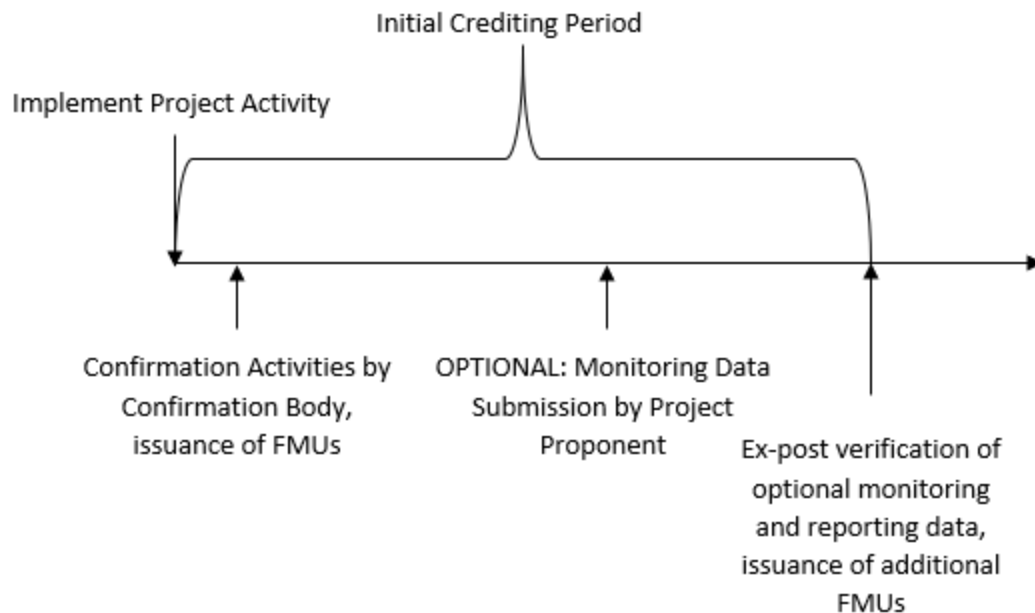 Initial Crediting Period
Implement Project Activity
Confirmation Activities by
Confirmation Body,
issuance of FMUs
OPTIONAL: Monitoring Data
Submission by Project
Proponent
Ex-post verification of
optional monitoring
and reporting data,
issuance of additional
FMUs